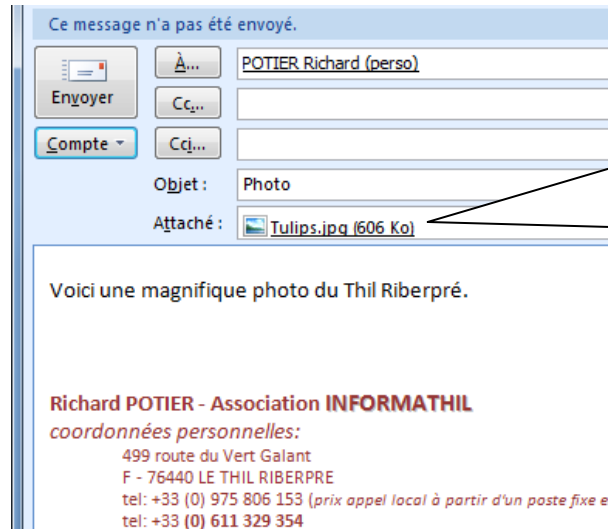 Ce message n'a pas été envoyé.
Envoyer
À...
POTIER Richard (perso)
Cc...
Compte
Cci...
Objet :
Photo
Attaché :
Tulips.jpg (606 Ko)
Voici une magnifique photo du Thil Riberpré.
Richard POTIER - Association INFORMATHIL
coordonnées personnelles:
499 route du Vert Galant
F - 76440 LE THIL RIBERPRE
tel: +33 (0) 975 806 153 (prix appel local à partir d'un poste fixe e
tel: +33 (0) 611 329 354